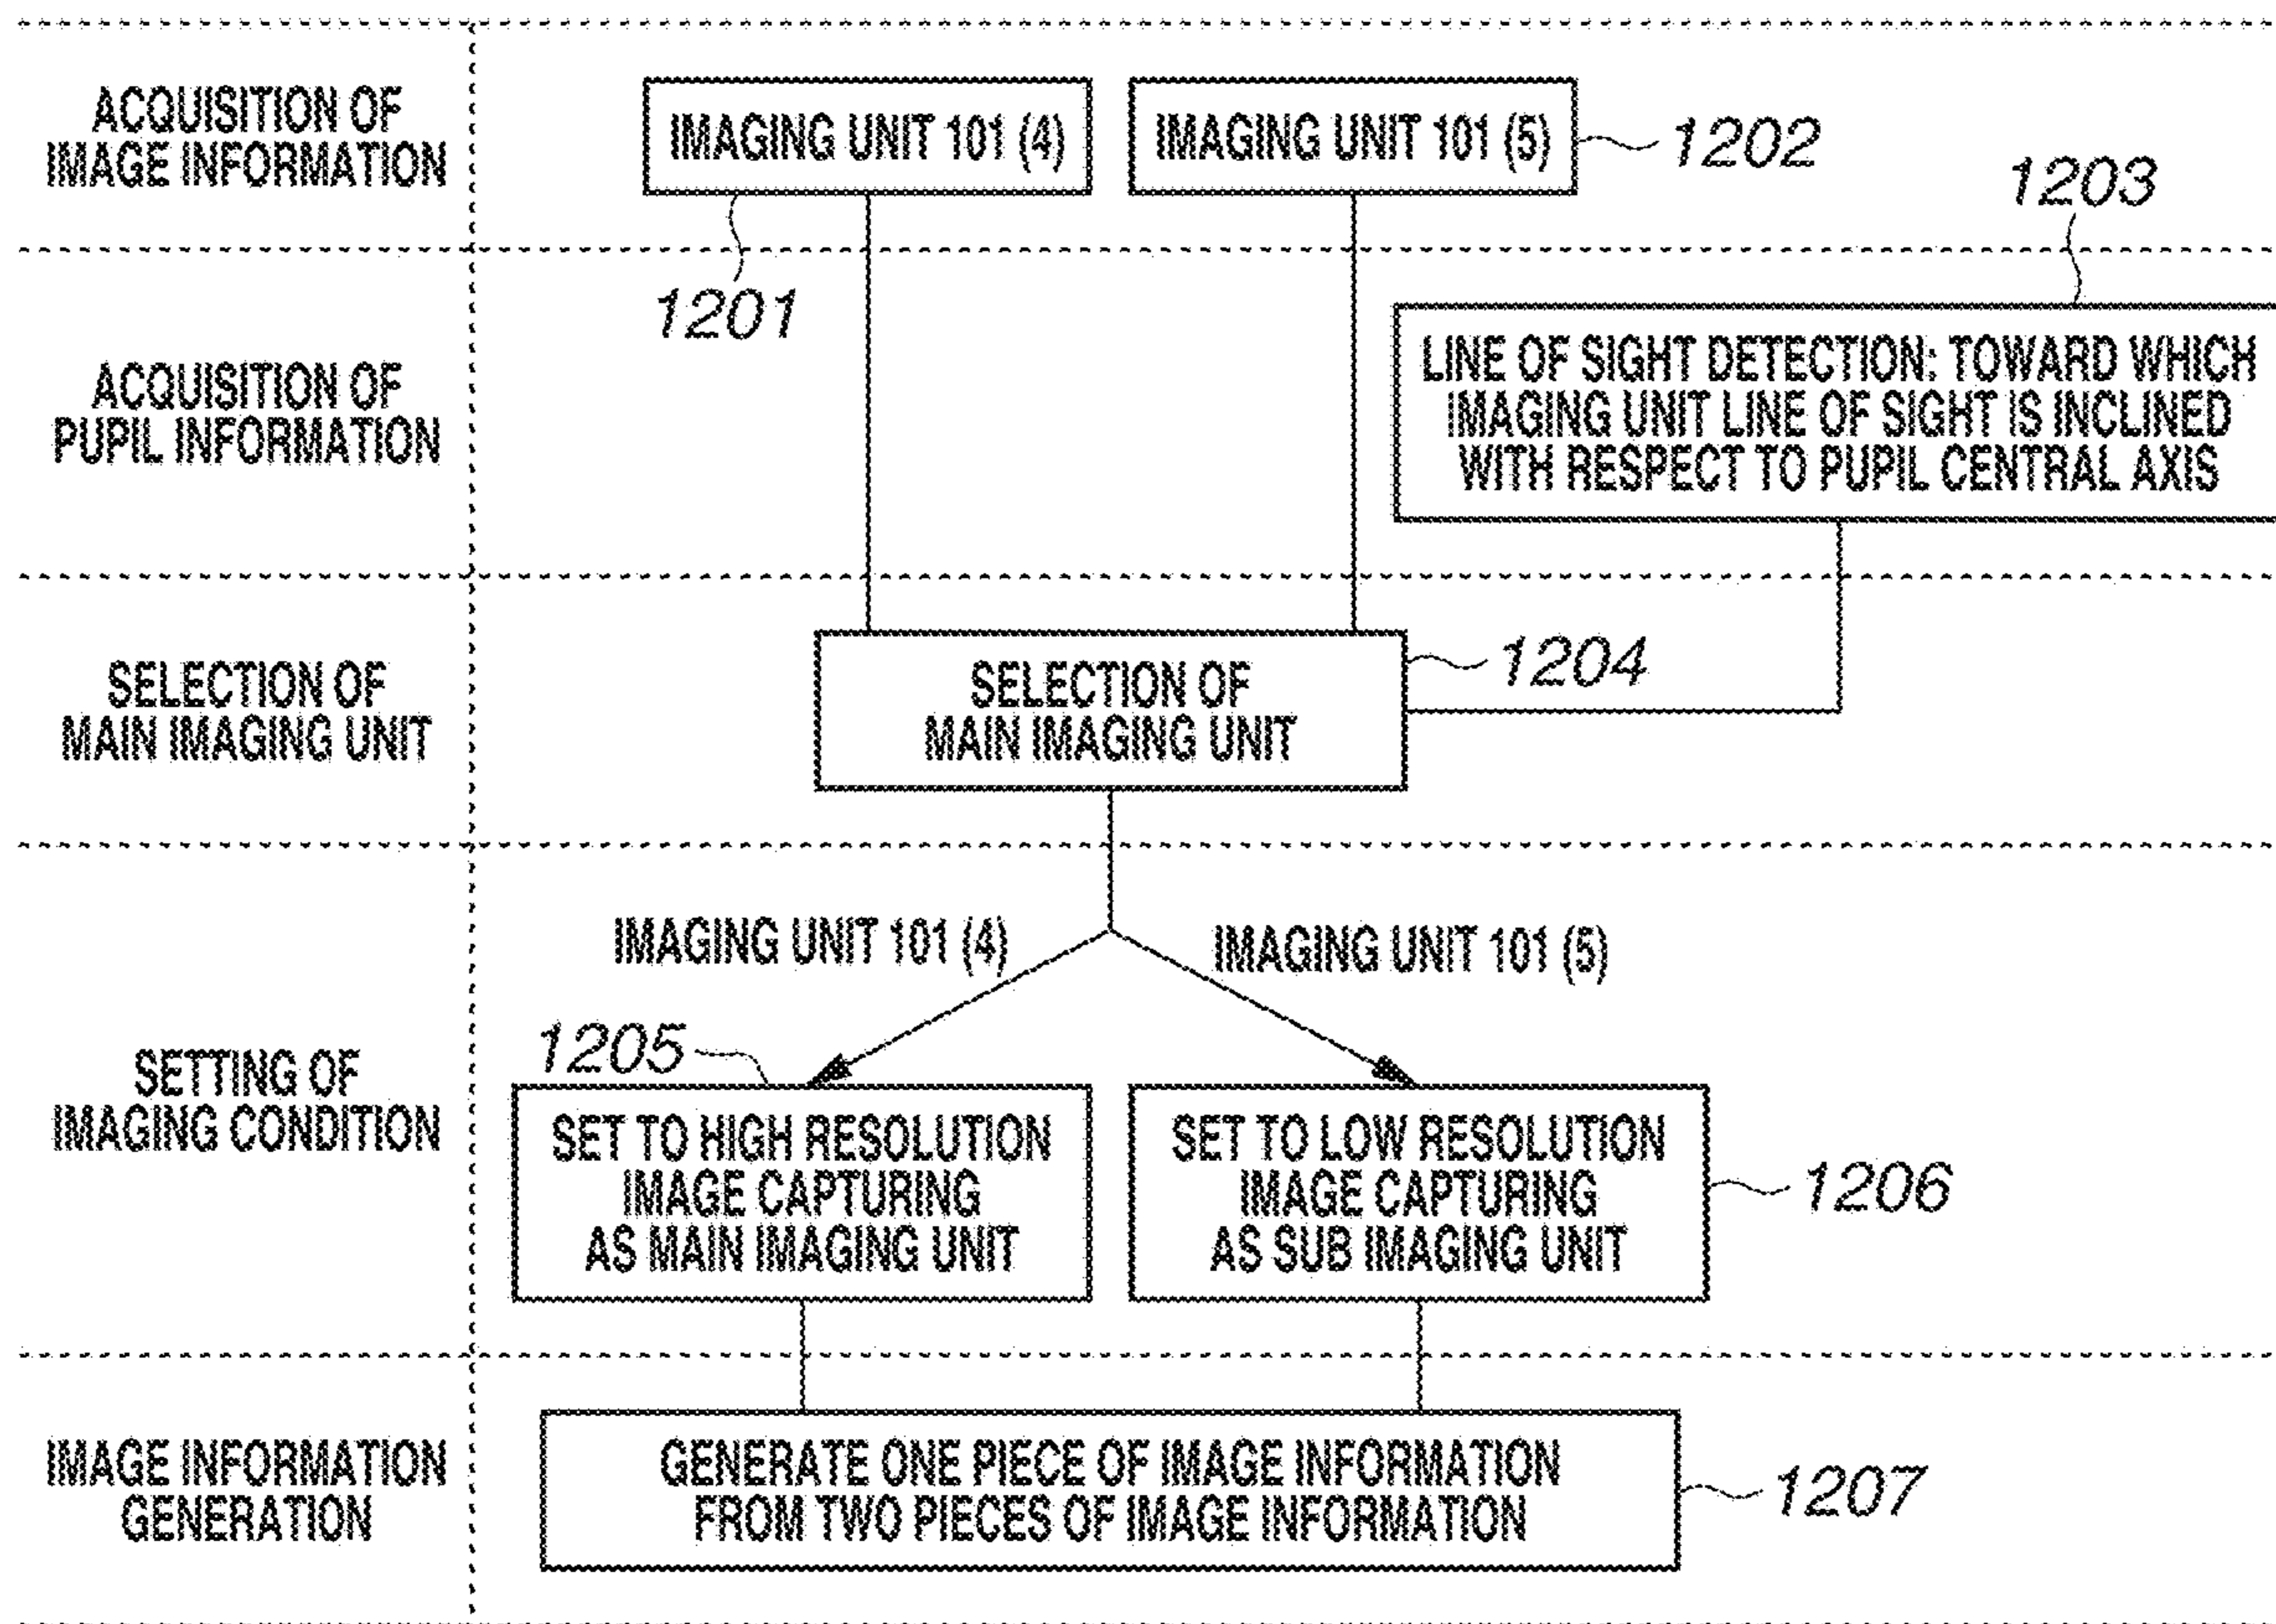 ACQUISITION OF
IMAGE INFORMATION
IMAGING UNIT 101 (4)
IMAGING UNIT 101 (5)
1202
1203
1201
ACQUISITION OF
PUPIL INFORMATION
LINE OF SIGHT DETECTION: TOWARD WHICH
IMAGING UNIT LINE OF SIGHT IS INCLINED
WITH RESPECT TO PUPIL CENTRAL AXIS
SELECTION OF
MAIN IMAGING UNIT
SELECTION OF
MAIN IMAGING UNIT
1204
SETTING OF
IMAGING CONDITION
IMAGING UNIT 101 (4)
IMAGING UNIT 101 (5)
1205
SET TO HIGH RESOLUTION
IMAGE CAPTURING
AS MAIN IMAGING UNIT
SET TO LOW RESOLUTION
IMAGE CAPTURING
AS SUB IMAGING UNIT
1206
IMAGE INFORMATION
GENERATION
GENERATE ONE PIECE OF IMAGE INFORMATION
FROM TWO PIECES OF IMAGE INFORMATION
1207